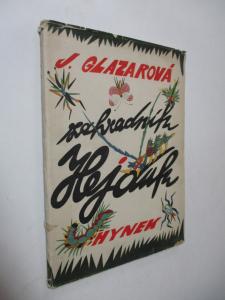 J. GLAZAROVÁ
zahradník
Hejduk
HYNEK